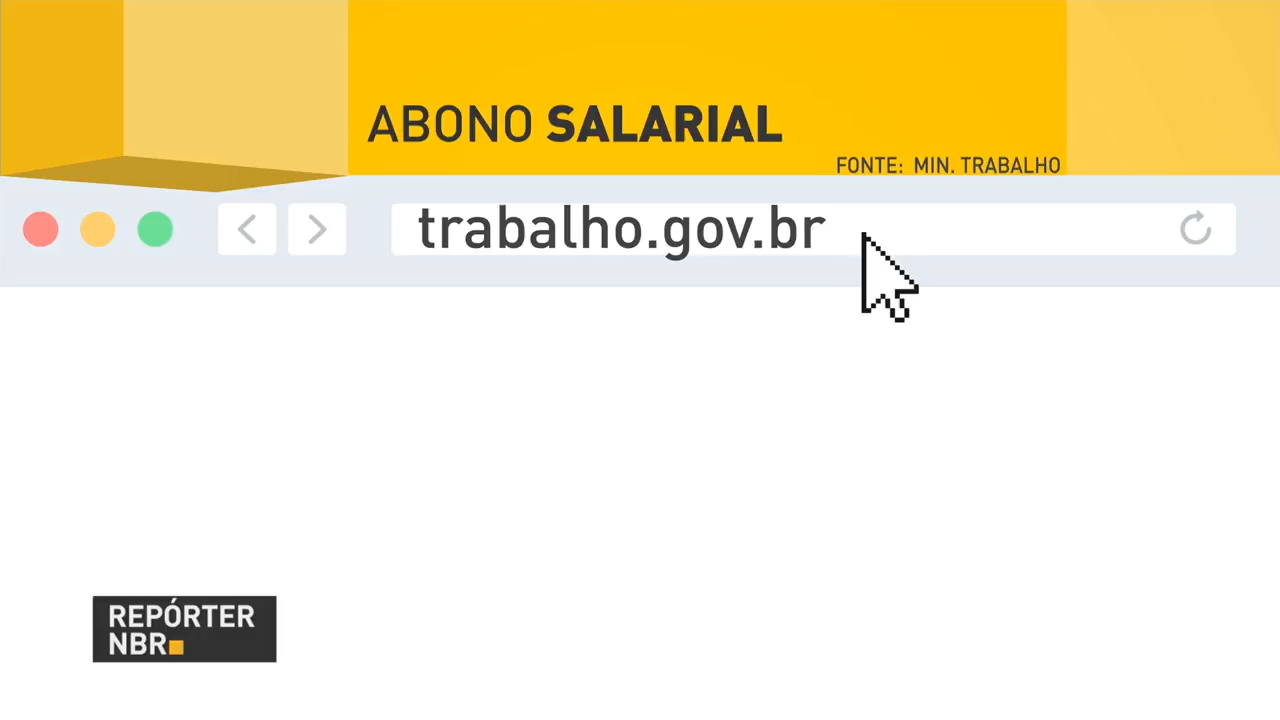 ABONO SALARIAL
FONTE: MIN. TRABALHO
trabalho.gov.br
REPÓRTER
NBR